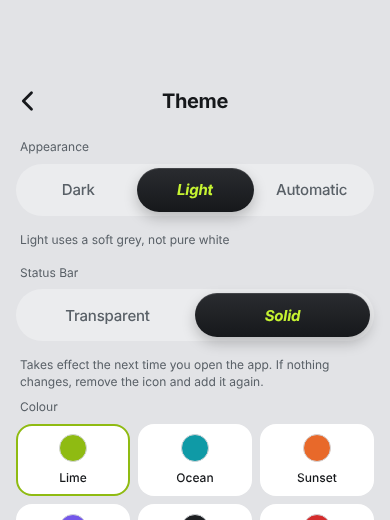 Theme
Appearance
Dark Light Automatic
Light uses a soft grey, not pure white
Status Bar
Transparent Solid
Takes effect the next time you open the app. If nothing
changes, remove the icon and add it again.
Colour
Lime Ocean Sunset